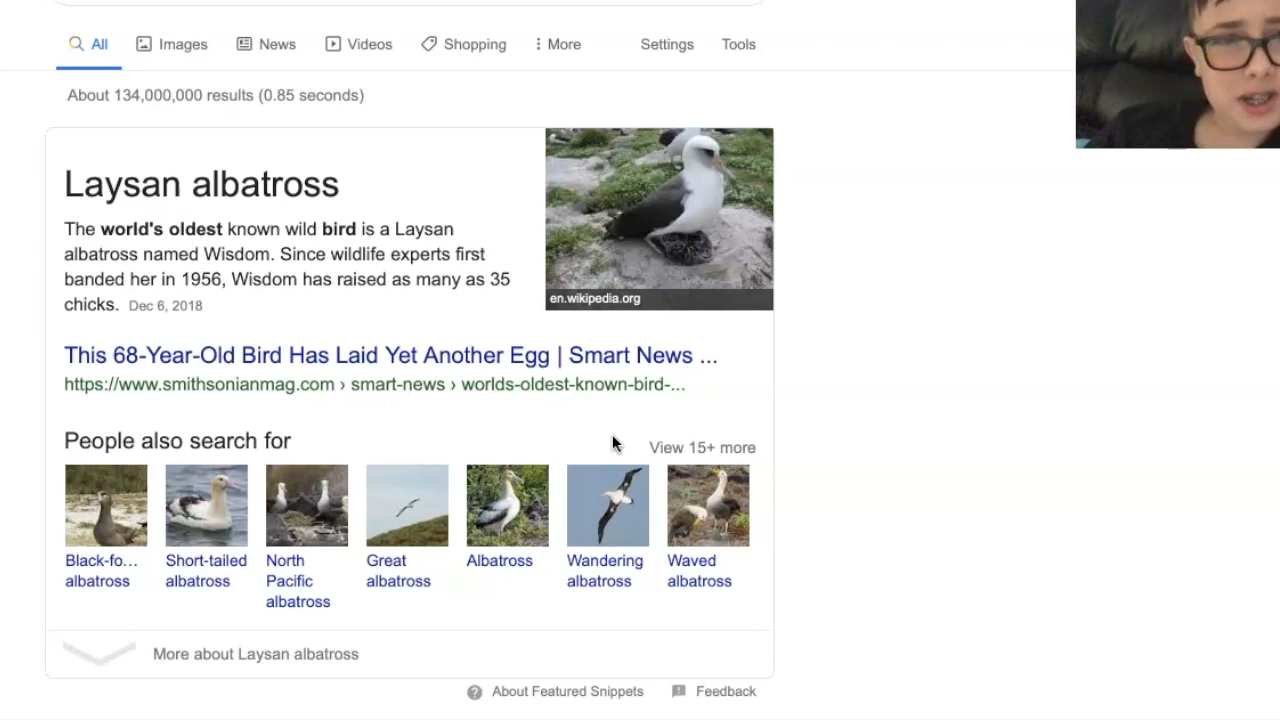 All Images News Videos Shopping More Settings Tools
About 134,000,000 results (0.85 seconds)
Laysan albatross
The world's oldest known wild bird is a Laysan
albatross named Wisdom. Since wildlife experts first
banded her in 1956, Wisdom has raised as many as 35
chicks. Dec 6, 2018
en.wikipedia.org
This 68-Year-Old Bird Has Laid Yet Another Egg | Smart News ...
https://www.smithsonianmag.com › smart-news › worlds-oldest-known-bird-...
People also search for
View 15+ more
Black-fo...
albatross
Short-tailed
albatross
North
Pacific
albatross
Great
albatross
Albatross
Wandering
albatross
Waved
albatross
More about Laysan albatross
About Featured Snippets Feedback